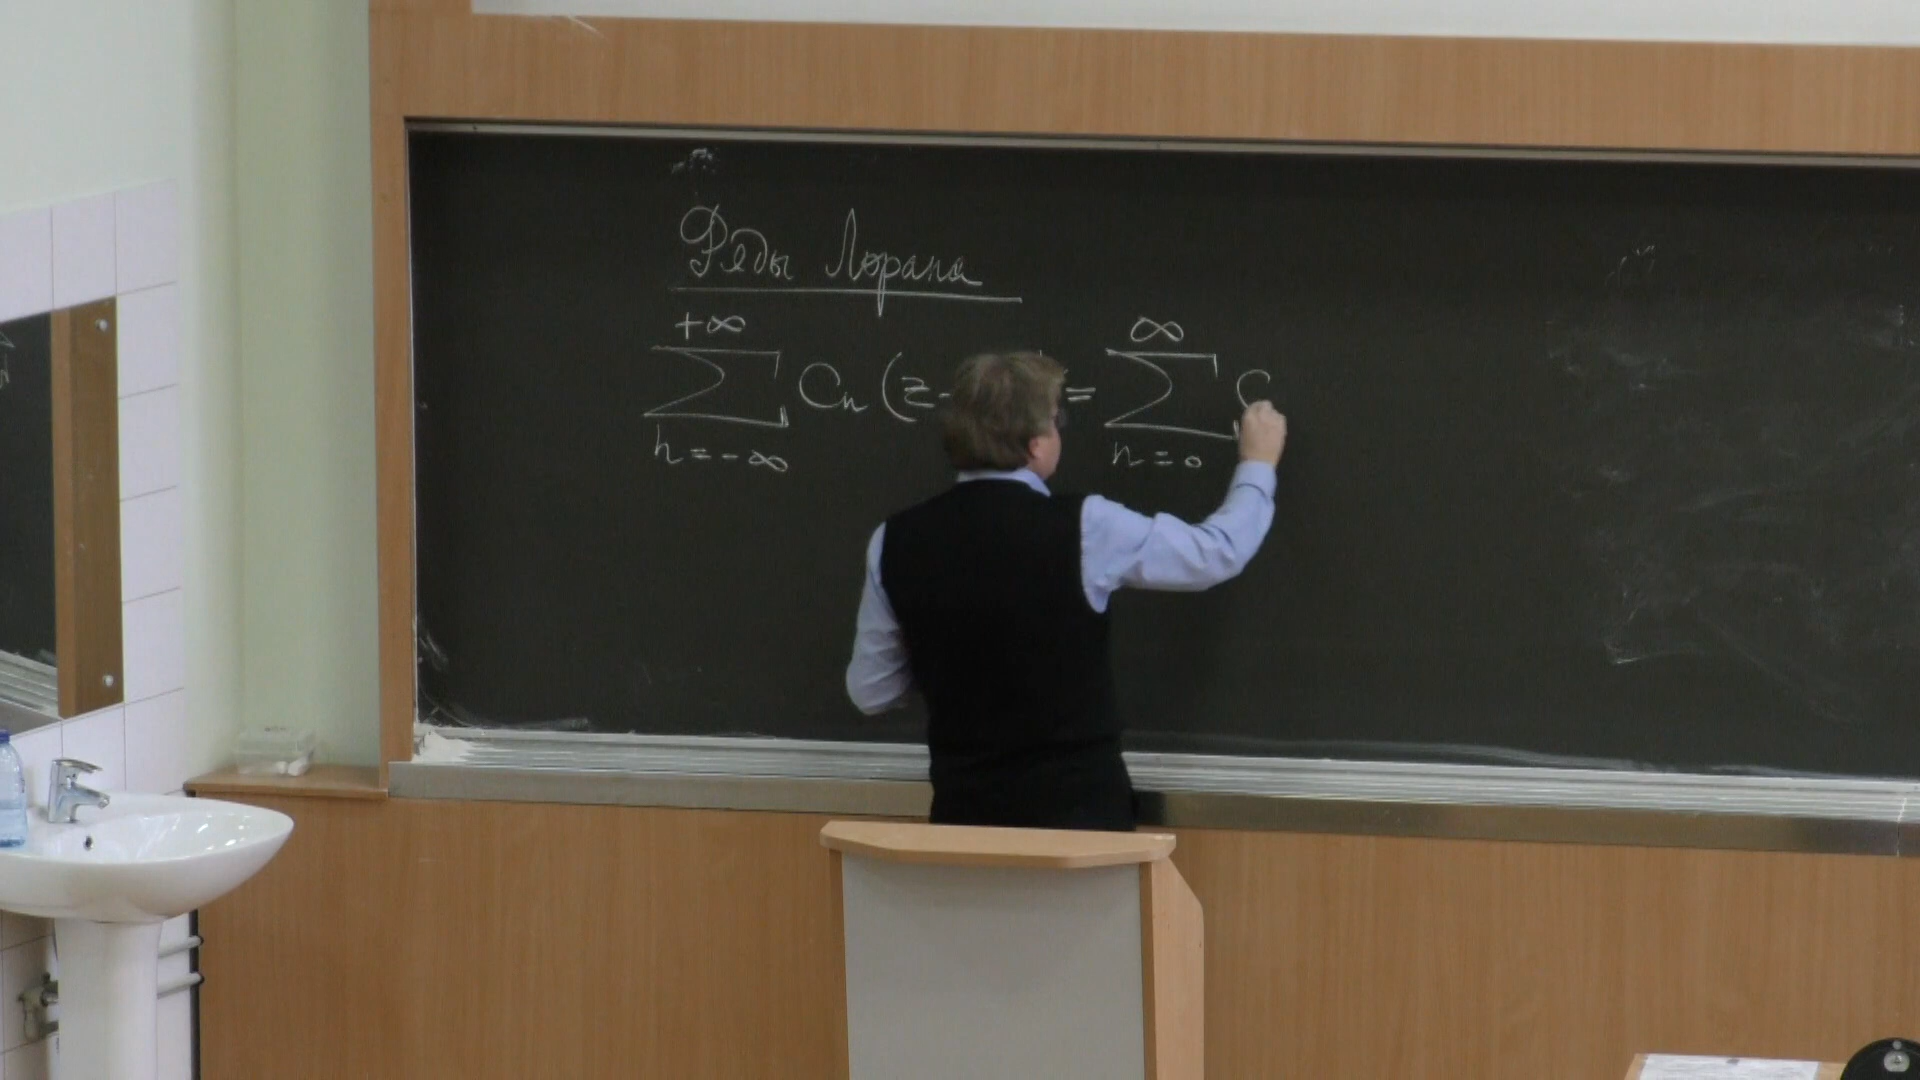 Ряды Лорана
+∞ ∞
∑ Cn (z- = ∑ C
n=-∞ n=0